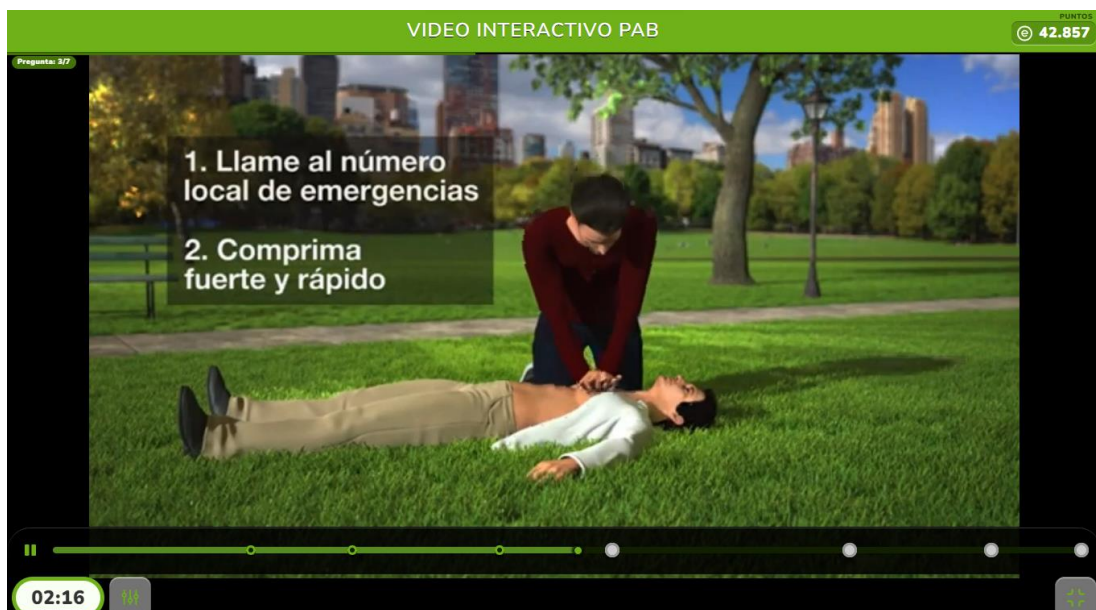 VIDEO INTERACTIVO PAB
PUNTOS
e 42.857
Pregunta: 3/7
1. Llame al número
local de emergencias
2. Comprima
fuerte y rápido
02:16